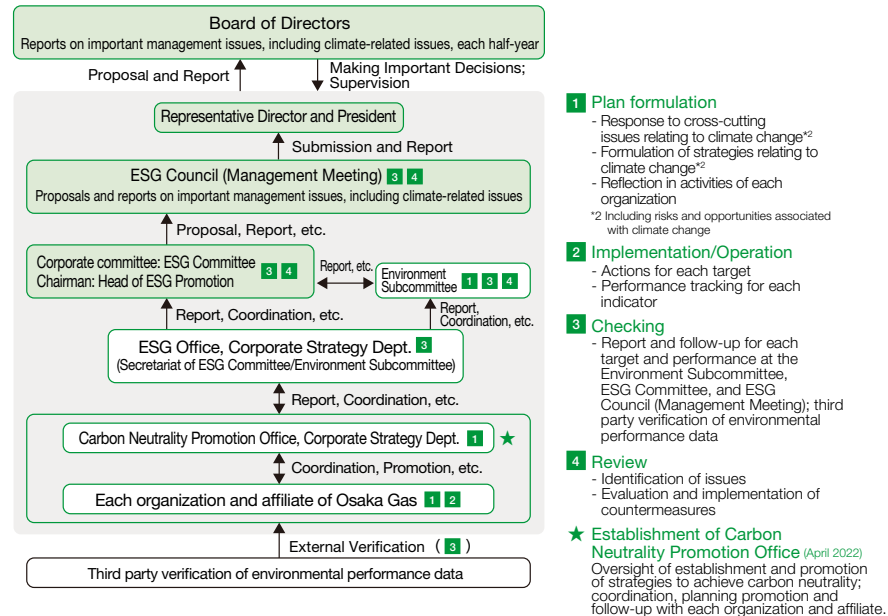 Board of Directors
Reports on important management issues, including climate-related issues, each half-year
Proposal and Report
Making Important Decisions;
Supervision
Representative Director and President
Submission and Report
ESG Council (Management Meeting) 3 4
Proposals and reports on important management issues, including climate-related issues
Proposal, Report, etc.
Corporate committee: ESG Committee
Chairman: Head of ESG Promotion
3 4
Report, etc.
Environment
Subcommittee 1 3 4
Report, Coordination, etc.
Report,
Coordination, etc.
ESG Office, Corporate Strategy Dept. 3
(Secretariat of ESG Committee/Environment Subcommittee)
Report, Coordination, etc.
Carbon Neutrality Promotion Office, Corporate Strategy Dept. 1 ★
Coordination, Promotion, etc.
Each organization and affiliate of Osaka Gas 1 2
External Verification ( 3 )
Third party verification of environmental performance data
1 Plan formulation
- Response to cross-cutting
issues relating to climate change*2
- Formulation of strategies relating to
climate change*2
- Reflection in activities of each
organization
*2 Including risks and opportunities associated
with climate change
2 Implementation/Operation
- Actions for each target
- Performance tracking for each
indicator
3 Checking
- Report and follow-up for each
target and performance at the
Environment Subcommittee,
ESG Committee, and ESG
Council (Management Meeting); third
party verification of environmental
performance data
4 Review
- Identification of issues
- Evaluation and implementation of
countermeasures
★ Establishment of Carbon
Neutrality Promotion Office (April 2022)
Oversight of establishment and promotion
of strategies to achieve carbon neutrality;
coordination, planning promotion and
follow-up with each organization and affiliate.